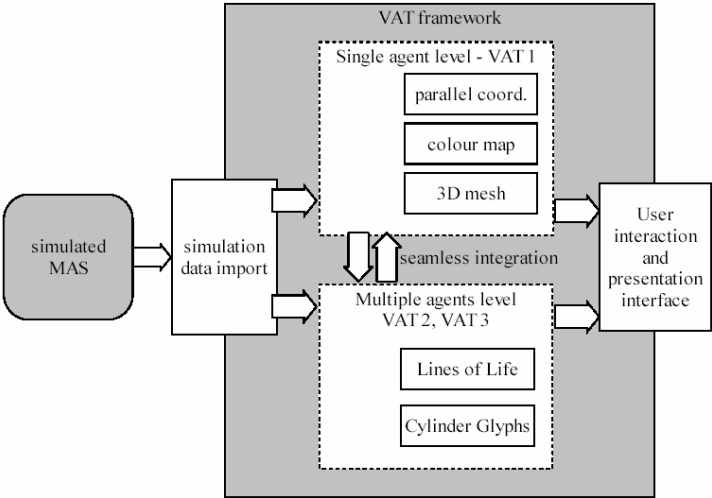 VAT framework
Single agent level - VAT 1
parallel coord.
colour map
3D mesh
simulated
MAS
simulation
data import
User
interaction
and
presentation
interface
seamless integration
Multiple agents level
VAT 2, VAT 3
Lines of Life
Cylinder Glyphs